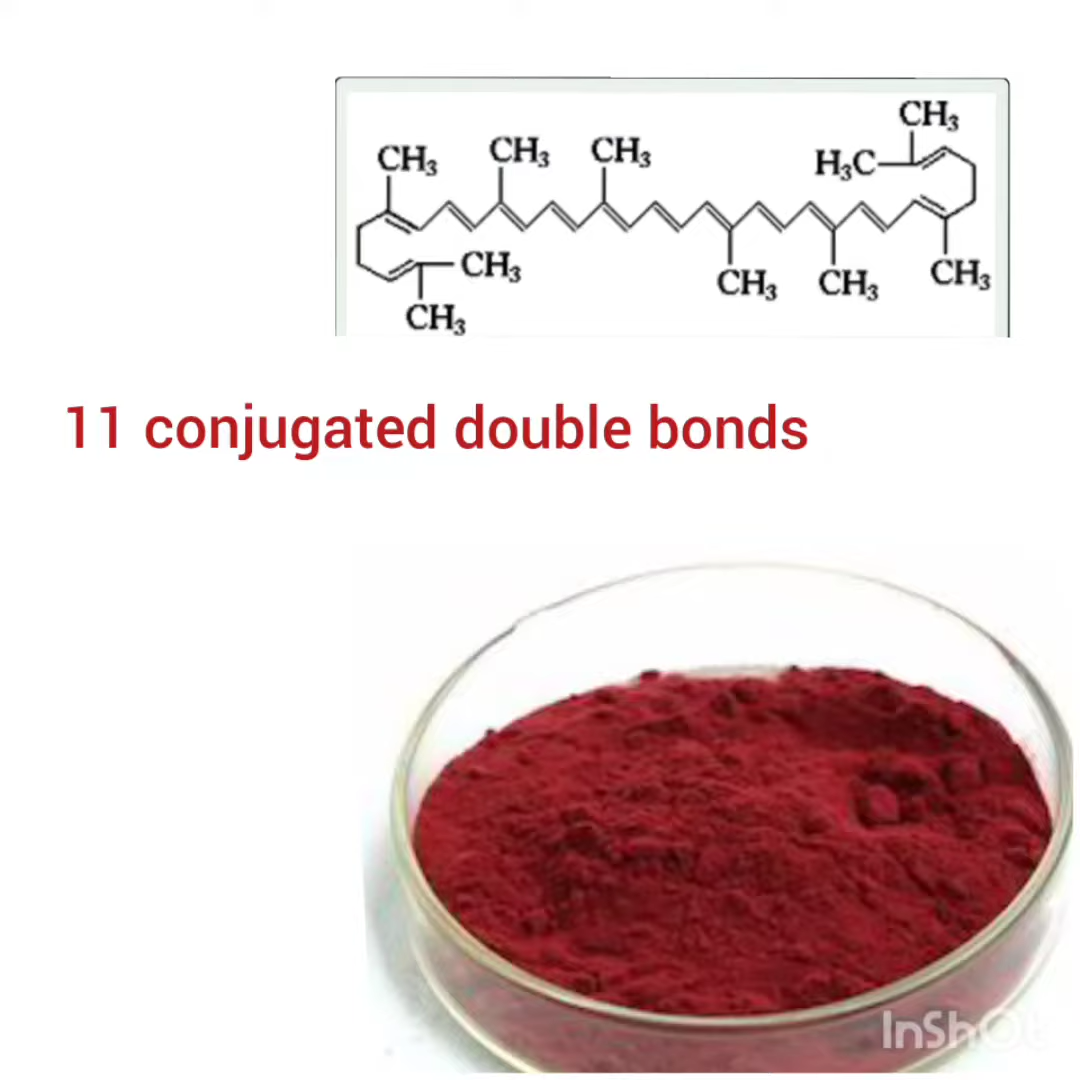 CH₃
CH₃ CH₃ CH₃ H₃C
CH₃ CH₃
CH₃ CH₃ CH₃
11 conjugated double bonds
InShOt